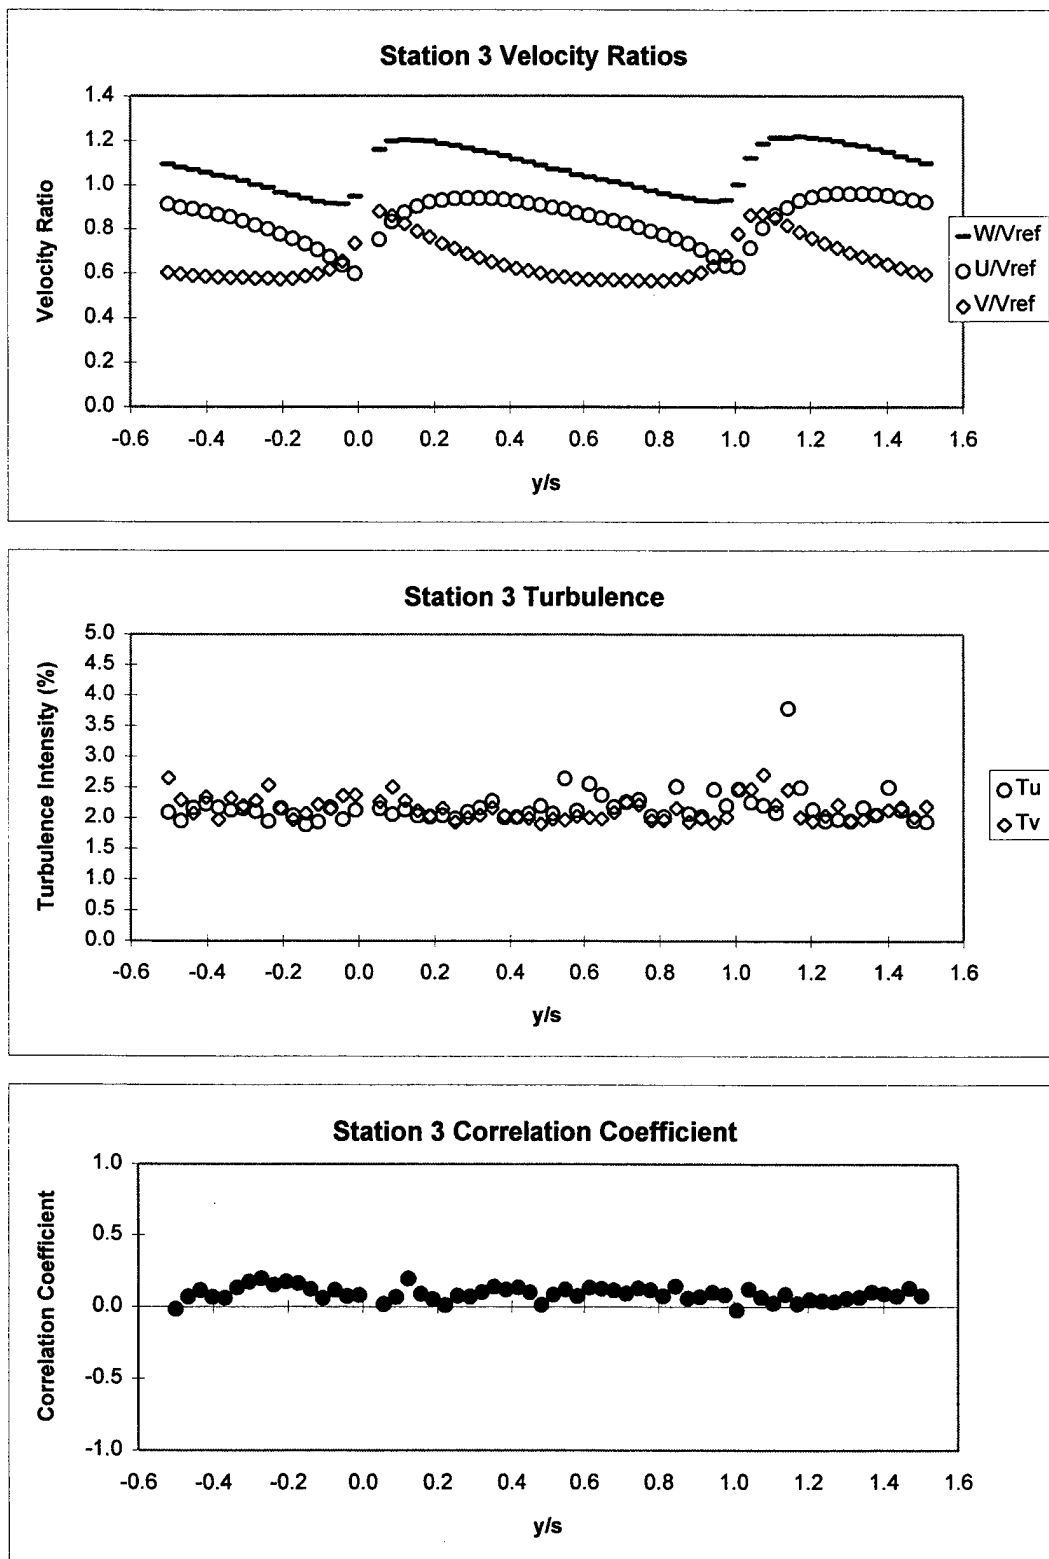 Station 3 Velocity Ratios
1.4
1.2
1.0
0.8
0.6
0.4
0.2
0.0
Velocity Ratio
-0.6 -0.4 -0.2 0.0 0.2 0.4 0.6 0.8 1.0 1.2 1.4 1.6
y/s
W/Vref
U/Vref
V/Vref
Station 3 Turbulence
5.0
4.5
4.0
3.5
3.0
2.5
2.0
1.5
1.0
0.5
0.0
Turbulence Intensity (%)
-0.6 -0.4 -0.2 0.0 0.2 0.4 0.6 0.8 1.0 1.2 1.4 1.6
y/s
Tu
Tv
Station 3 Correlation Coefficient
1.0
0.5
0.0
-0.5
-1.0
Correlation Coefficient
-0.6 -0.4 -0.2 0.0 0.2 0.4 0.6 0.8 1.0 1.2 1.4 1.6
y/s